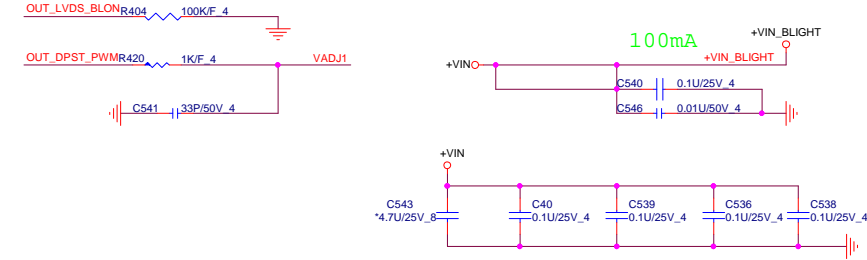 OUT_LVDS_BLON R404 100K/F_4
OUT_DPST_PWM R420 1K/F_4 VADJ1
C541 33P/50V_4
100mA
+VIN_BLIGHT
+VIN +VIN_BLIGHT
C540 0.1U/25V_4
C546 0.01U/50V_4
+VIN
C543 C40 C539 C536 C538
*4.7U/25V_8 0.1U/25V_4 0.1U/25V_4 0.1U/25V_4 0.1U/25V_4